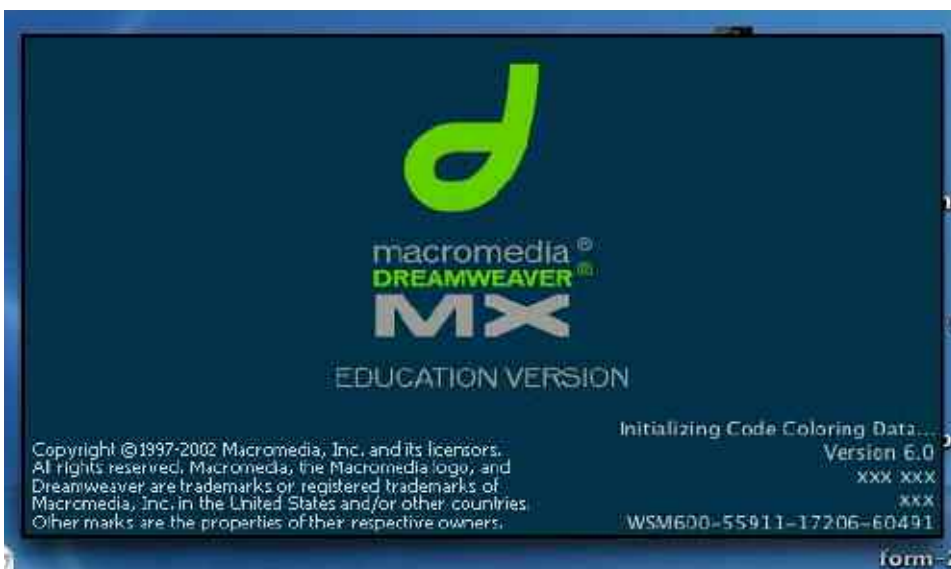 macromedia®
DREAMWEAVER®
MX
EDUCATION VERSION
Initializing Code Coloring Data...
Version 6.0
xxx xxx
xxx
WSM600-55911-17206-60491
Copyright ©1997-2002 Macromedia, Inc. and its licensors.
All rights reserved. Macromedia, the Macromedia logo, and
Dreamweaver are trademarks or registered trademarks of
Macromedia, Inc. in the United States and/or other countries.
Other marks are the properties of their respective owners.
form-